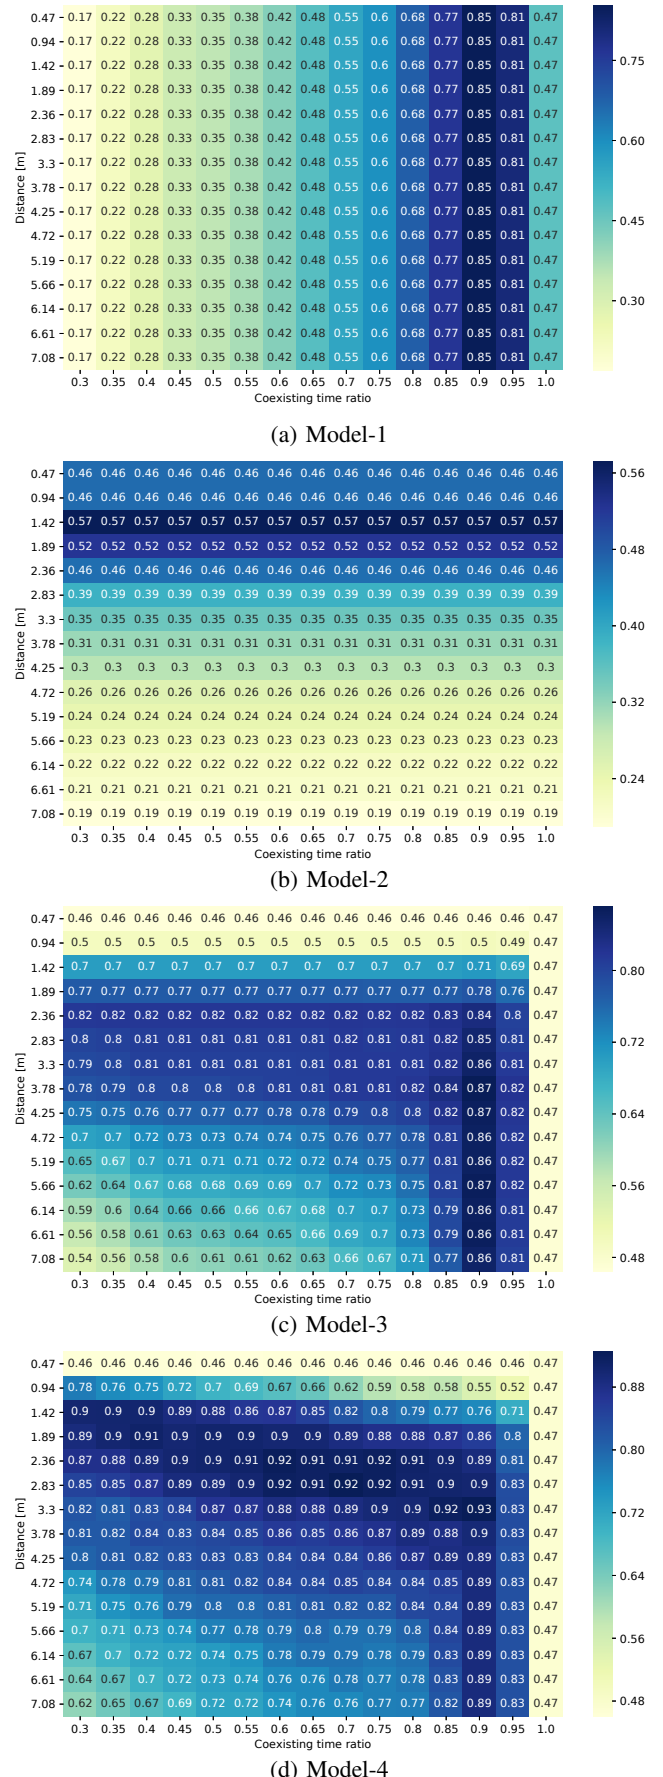 0.47 0.17 0.22 0.28 0.33 0.35 0.38 0.42 0.48 0.55 0.6 0.68 0.77 0.85 0.81 0.47
0.94 0.17 0.22 0.28 0.33 0.35 0.38 0.42 0.48 0.55 0.6 0.68 0.77 0.85 0.81 0.47 0.75
1.42 0.17 0.22 0.28 0.33 0.35 0.38 0.42 0.48 0.55 0.6 0.68 0.77 0.85 0.81 0.47
1.89 0.17 0.22 0.28 0.33 0.35 0.38 0.42 0.48 0.55 0.6 0.68 0.77 0.85 0.81 0.47
2.36 0.17 0.22 0.28 0.33 0.35 0.38 0.42 0.48 0.55 0.6 0.68 0.77 0.85 0.81 0.47
2.83 0.17 0.22 0.28 0.33 0.35 0.38 0.42 0.48 0.55 0.6 0.68 0.77 0.85 0.81 0.47 0.60
3.3 0.17 0.22 0.28 0.33 0.35 0.38 0.42 0.48 0.55 0.6 0.68 0.77 0.85 0.81 0.47
Distance [m]
3.78 0.17 0.22 0.28 0.33 0.35 0.38 0.42 0.48 0.55 0.6 0.68 0.77 0.85 0.81 0.47
4.25 0.17 0.22 0.28 0.33 0.35 0.38 0.42 0.48 0.55 0.6 0.68 0.77 0.85 0.81 0.47 0.45
4.72 0.17 0.22 0.28 0.33 0.35 0.38 0.42 0.48 0.55 0.6 0.68 0.77 0.85 0.81 0.47
5.19 0.17 0.22 0.28 0.33 0.35 0.38 0.42 0.48 0.55 0.6 0.68 0.77 0.85 0.81 0.47
5.66 0.17 0.22 0.28 0.33 0.35 0.38 0.42 0.48 0.55 0.6 0.68 0.77 0.85 0.81 0.47 0.30
6.14 0.17 0.22 0.28 0.33 0.35 0.38 0.42 0.48 0.55 0.6 0.68 0.77 0.85 0.81 0.47
6.61 0.17 0.22 0.28 0.33 0.35 0.38 0.42 0.48 0.55 0.6 0.68 0.77 0.85 0.81 0.47
7.08 0.17 0.22 0.28 0.33 0.35 0.38 0.42 0.48 0.55 0.6 0.68 0.77 0.85 0.81 0.47
0.3 0.35 0.4 0.45 0.5 0.55 0.6 0.65 0.7 0.75 0.8 0.85 0.9 0.95 1.0
Coexisting time ratio
(a) Model-1
0.47 0.46 0.46 0.46 0.46 0.46 0.46 0.46 0.46 0.46 0.46 0.46 0.46 0.46 0.46 0.46 0.56
0.94 0.46 0.46 0.46 0.46 0.46 0.46 0.46 0.46 0.46 0.46 0.46 0.46 0.46 0.46 0.46
1.42 0.57 0.57 0.57 0.57 0.57 0.57 0.57 0.57 0.57 0.57 0.57 0.57 0.57 0.57 0.57
1.89 0.52 0.52 0.52 0.52 0.52 0.52 0.52 0.52 0.52 0.52 0.52 0.52 0.52 0.52 0.52 0.48
2.36 0.46 0.46 0.46 0.46 0.46 0.46 0.46 0.46 0.46 0.46 0.46 0.46 0.46 0.46 0.46
2.83 0.39 0.39 0.39 0.39 0.39 0.39 0.39 0.39 0.39 0.39 0.39 0.39 0.39 0.39 0.39
3.3 0.35 0.35 0.35 0.35 0.35 0.35 0.35 0.35 0.35 0.35 0.35 0.35 0.35 0.35 0.35 0.40
Distance [m]
3.78 0.31 0.31 0.31 0.31 0.31 0.31 0.31 0.31 0.31 0.31 0.31 0.31 0.31 0.31 0.31
4.25 0.3 0.3 0.3 0.3 0.3 0.3 0.3 0.3 0.3 0.3 0.3 0.3 0.3 0.3 0.3
4.72 0.26 0.26 0.26 0.26 0.26 0.26 0.26 0.26 0.26 0.26 0.26 0.26 0.26 0.26 0.26 0.32
5.19 0.24 0.24 0.24 0.24 0.24 0.24 0.24 0.24 0.24 0.24 0.24 0.24 0.24 0.24 0.24
5.66 0.23 0.23 0.23 0.23 0.23 0.23 0.23 0.23 0.23 0.23 0.23 0.23 0.23 0.23 0.23
6.14 0.22 0.22 0.22 0.22 0.22 0.22 0.22 0.22 0.22 0.22 0.22 0.22 0.22 0.22 0.22 0.24
6.61 0.21 0.21 0.21 0.21 0.21 0.21 0.21 0.21 0.21 0.21 0.21 0.21 0.21 0.21 0.21
7.08 0.19 0.19 0.19 0.19 0.19 0.19 0.19 0.19 0.19 0.19 0.19 0.19 0.19 0.19 0.19
0.3 0.35 0.4 0.45 0.5 0.55 0.6 0.65 0.7 0.75 0.8 0.85 0.9 0.95 1.0
Coexisting time ratio
(b) Model-2
0.47 0.46 0.46 0.46 0.46 0.46 0.46 0.46 0.46 0.46 0.46 0.46 0.46 0.46 0.46 0.47
0.94 0.5 0.5 0.5 0.5 0.5 0.5 0.5 0.5 0.5 0.5 0.5 0.5 0.5 0.49 0.47
1.42 0.7 0.7 0.7 0.7 0.7 0.7 0.7 0.7 0.7 0.7 0.7 0.7 0.71 0.69 0.47 0.80
1.89 0.77 0.77 0.77 0.77 0.77 0.77 0.77 0.77 0.77 0.77 0.77 0.77 0.78 0.76 0.47
2.36 0.82 0.82 0.82 0.82 0.82 0.82 0.82 0.82 0.82 0.82 0.82 0.83 0.84 0.8 0.47
2.83 0.8 0.8 0.81 0.81 0.81 0.81 0.81 0.81 0.81 0.81 0.82 0.82 0.85 0.81 0.47 0.72
3.3 0.79 0.8 0.81 0.81 0.81 0.81 0.81 0.81 0.81 0.81 0.81 0.82 0.86 0.82 0.47
Distance [m]
3.78 0.78 0.79 0.8 0.8 0.8 0.8 0.81 0.81 0.81 0.81 0.82 0.84 0.87 0.82 0.47
4.25 0.75 0.75 0.76 0.77 0.77 0.77 0.78 0.78 0.79 0.8 0.8 0.82 0.87 0.82 0.47 0.64
4.72 0.7 0.7 0.72 0.73 0.73 0.74 0.74 0.75 0.76 0.77 0.78 0.81 0.86 0.82 0.47
5.19 0.65 0.67 0.7 0.71 0.71 0.71 0.72 0.72 0.74 0.75 0.77 0.81 0.86 0.82 0.47
5.66 0.62 0.64 0.67 0.68 0.68 0.69 0.69 0.7 0.72 0.73 0.75 0.81 0.87 0.82 0.47 0.56
6.14 0.59 0.6 0.64 0.66 0.66 0.66 0.67 0.68 0.7 0.7 0.73 0.79 0.86 0.82 0.47
6.61 0.56 0.58 0.61 0.63 0.63 0.64 0.65 0.66 0.69 0.7 0.73 0.79 0.86 0.82 0.47
7.08 0.54 0.56 0.58 0.6 0.61 0.61 0.62 0.63 0.66 0.67 0.71 0.77 0.86 0.81 0.47 0.48
0.3 0.35 0.4 0.45 0.5 0.55 0.6 0.65 0.7 0.75 0.8 0.85 0.9 0.95 1.0
Coexisting time ratio
(c) Model-3
0.47 0.46 0.46 0.46 0.46 0.46 0.46 0.46 0.46 0.46 0.46 0.46 0.46 0.46 0.46 0.47
0.94 0.78 0.76 0.75 0.72 0.7 0.69 0.67 0.66 0.62 0.59 0.58 0.58 0.55 0.52 0.47 0.88
1.42 0.9 0.9 0.9 0.89 0.88 0.86 0.87 0.85 0.82 0.8 0.79 0.77 0.76 0.71 0.47
1.89 0.89 0.9 0.91 0.9 0.9 0.9 0.9 0.9 0.89 0.88 0.88 0.87 0.86 0.8 0.47
2.36 0.87 0.88 0.89 0.9 0.9 0.91 0.92 0.91 0.92 0.91 0.91 0.9 0.89 0.81 0.47 0.80
2.83 0.85 0.85 0.87 0.89 0.89 0.9 0.92 0.91 0.92 0.92 0.91 0.9 0.9 0.83 0.47
3.3 0.82 0.81 0.83 0.84 0.87 0.87 0.88 0.88 0.89 0.9 0.9 0.92 0.93 0.83 0.47 0.72
Distance [m]
3.78 0.81 0.82 0.84 0.83 0.84 0.85 0.86 0.85 0.86 0.87 0.89 0.88 0.9 0.83 0.47
4.25 0.8 0.81 0.82 0.83 0.83 0.83 0.84 0.84 0.84 0.86 0.87 0.89 0.89 0.83 0.47
4.72 0.74 0.78 0.79 0.81 0.81 0.82 0.84 0.84 0.85 0.84 0.84 0.85 0.89 0.83 0.47 0.64
5.19 0.71 0.75 0.76 0.79 0.8 0.8 0.81 0.81 0.82 0.82 0.84 0.84 0.89 0.83 0.47
5.66 0.7 0.71 0.73 0.74 0.77 0.78 0.79 0.8 0.79 0.79 0.8 0.84 0.89 0.83 0.47
6.14 0.67 0.7 0.72 0.72 0.74 0.75 0.78 0.79 0.79 0.78 0.78 0.83 0.89 0.83 0.47 0.56
6.61 0.64 0.67 0.7 0.72 0.73 0.74 0.76 0.76 0.78 0.77 0.78 0.83 0.89 0.83 0.47
7.08 0.62 0.65 0.67 0.69 0.72 0.72 0.74 0.76 0.76 0.77 0.77 0.82 0.89 0.83 0.47 0.48
0.3 0.35 0.4 0.45 0.5 0.55 0.6 0.65 0.7 0.75 0.8 0.85 0.9 0.95 1.0
Coexisting time ratio
(d) Model-4